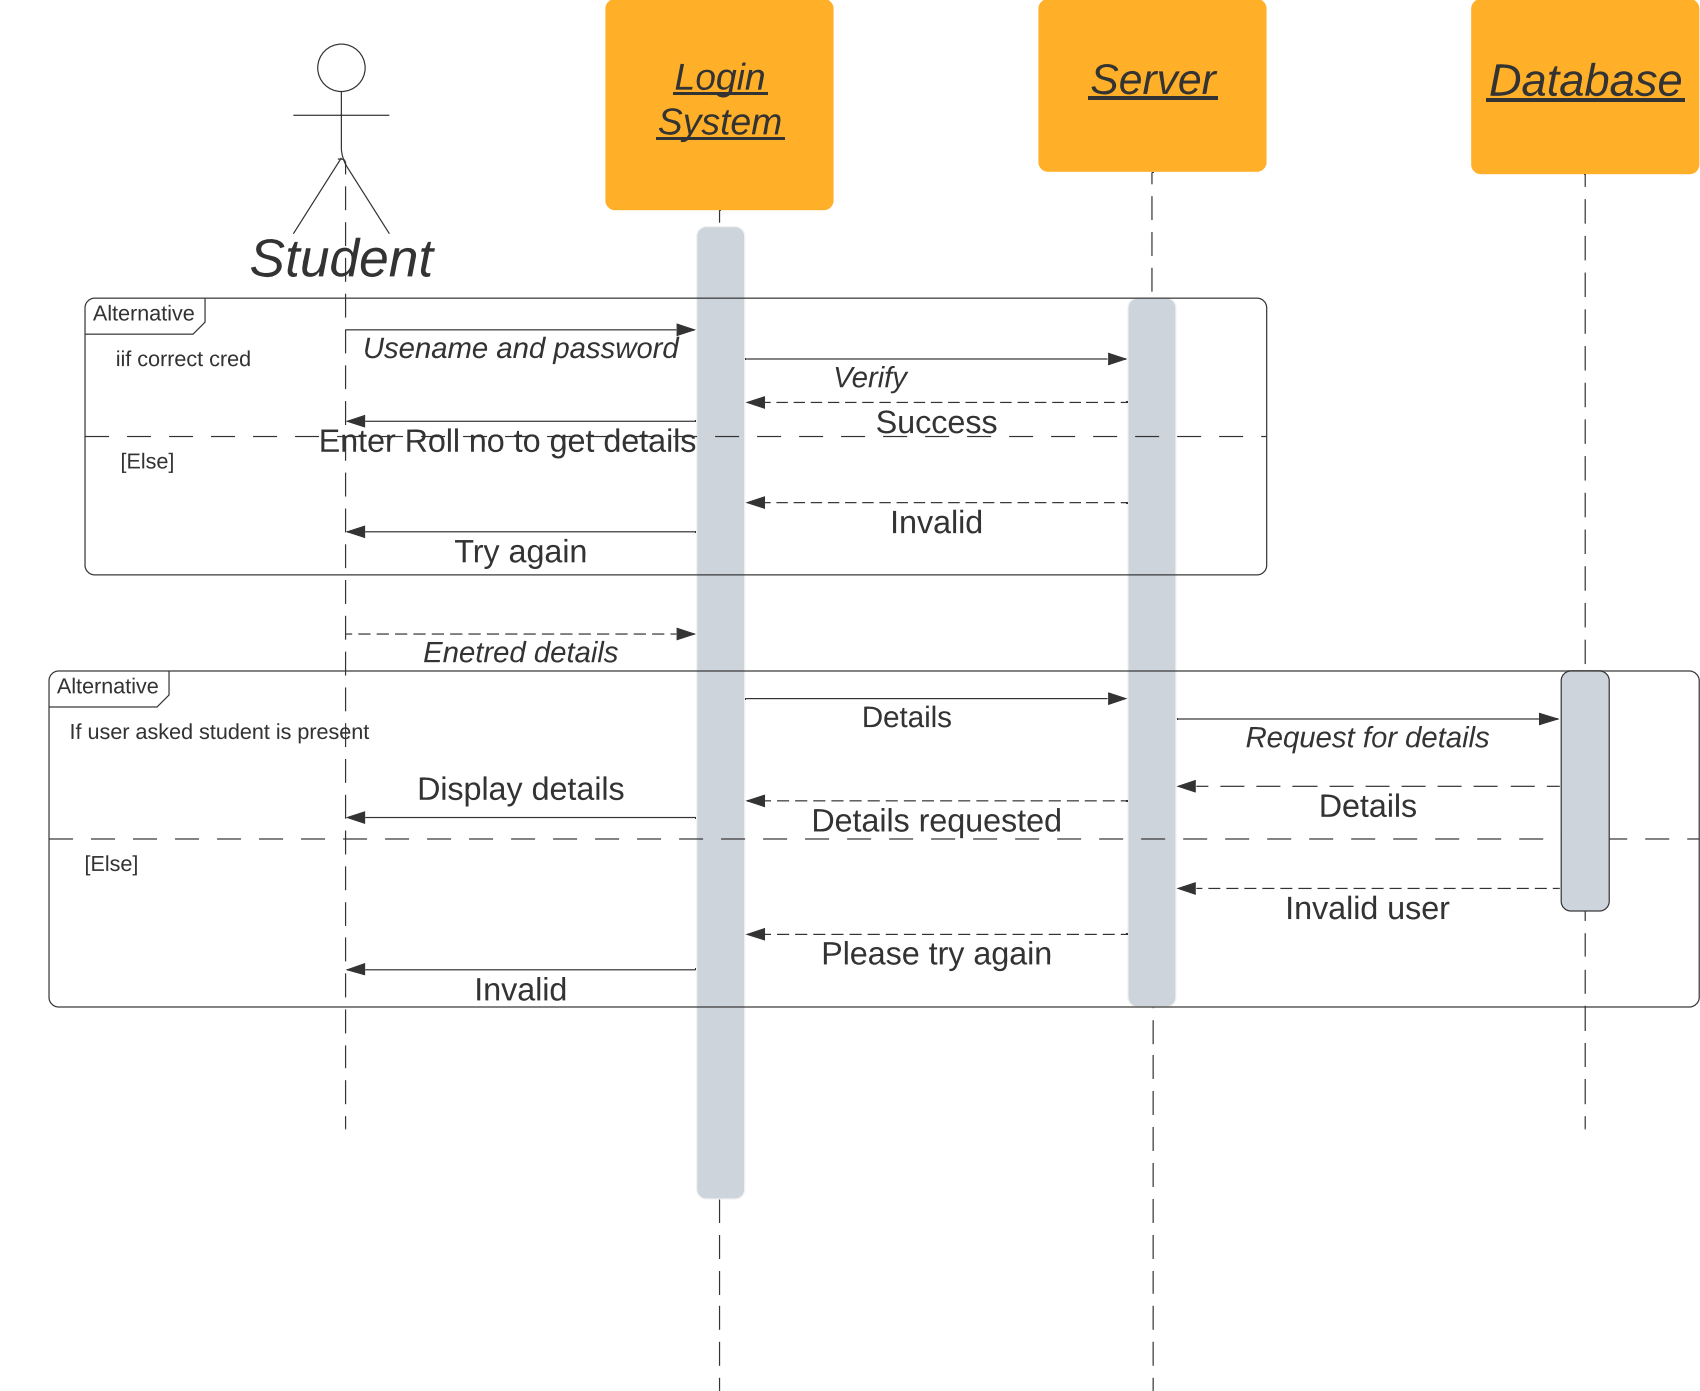 Login
System
Server
Database
Student
Alternative
Usename and password
iif correct cred
Verify
Success
Enter Roll no to get details
[Else]
Invalid
Try again
Enetred details
Alternative
Details
If user asked student is present
Request for details
Display details
Details
Details requested
[Else]
Invalid user
Please try again
Invalid